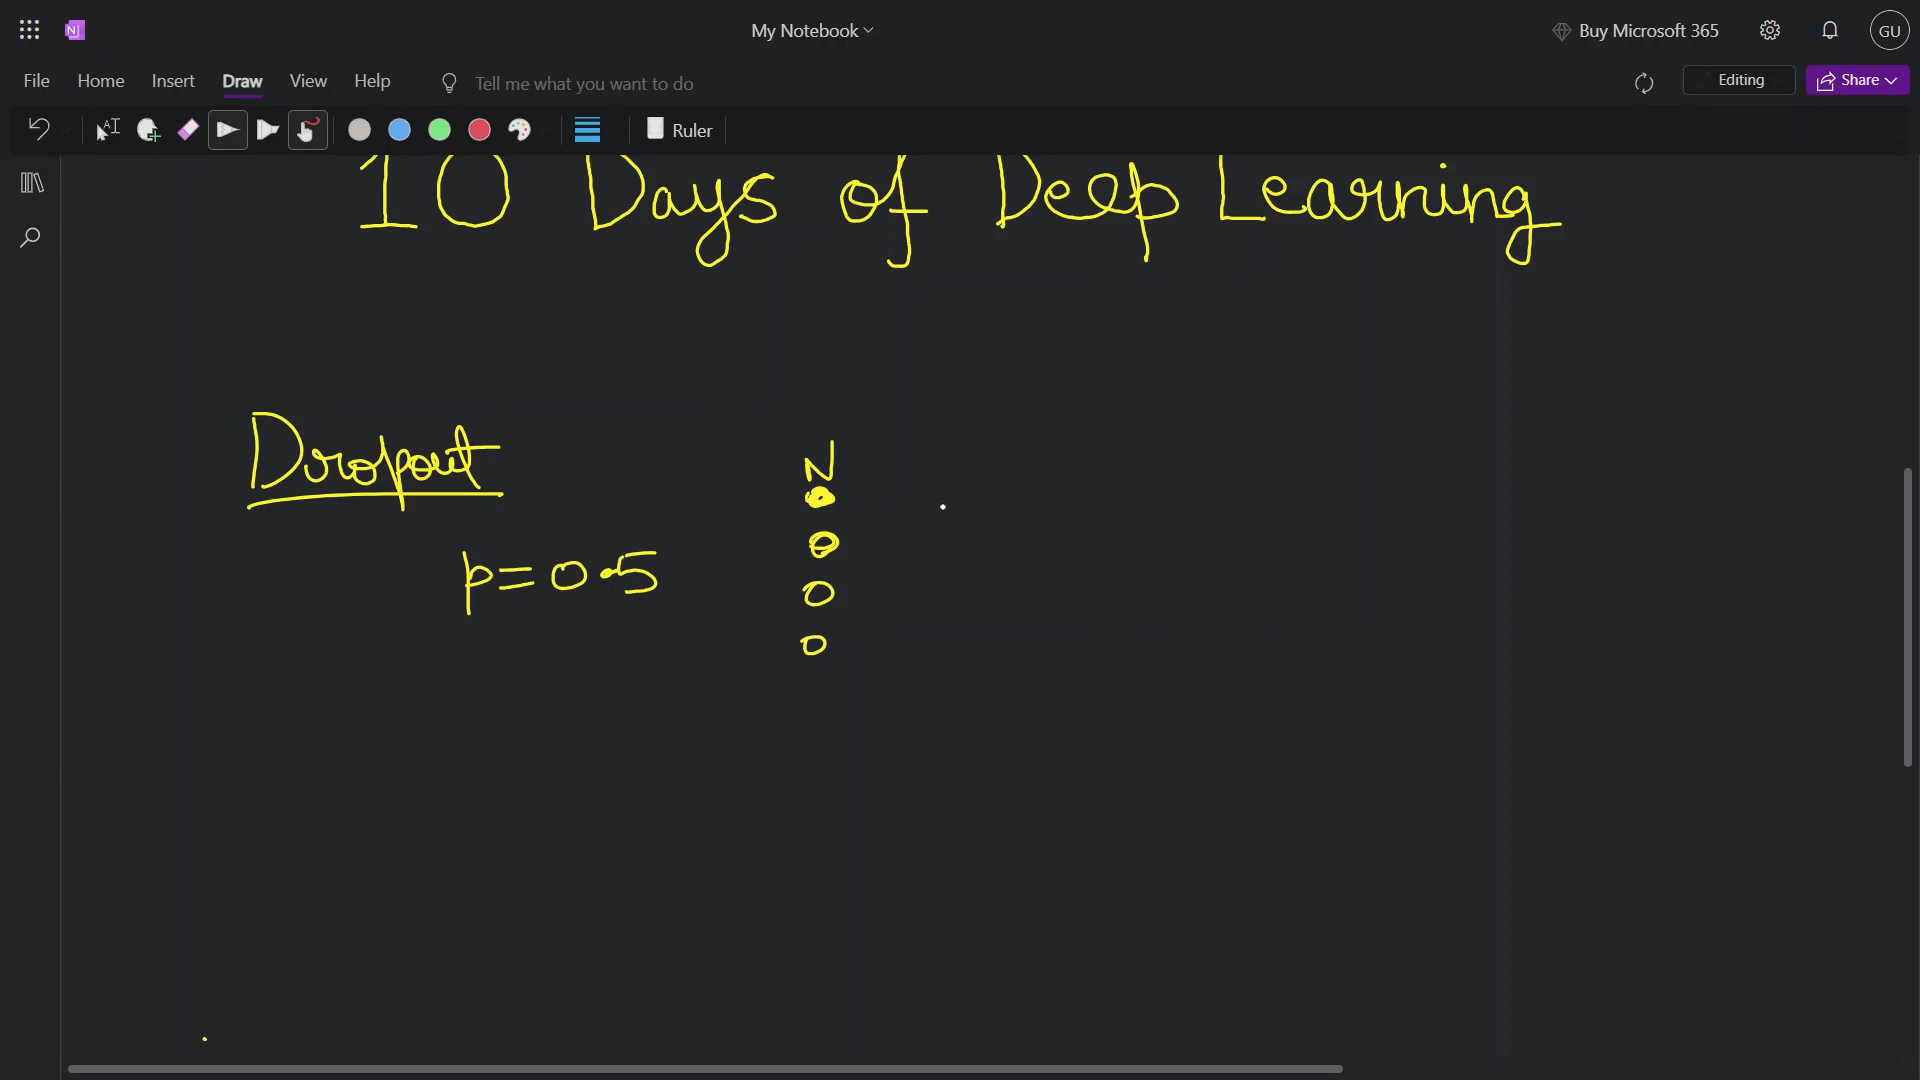 My Notebook
Buy Microsoft 365
GU
File Home Insert Draw View Help Tell me what you want to do
Editing
Share
Ruler
10 Days of Deep Learning
Dropout
N
p=0.5